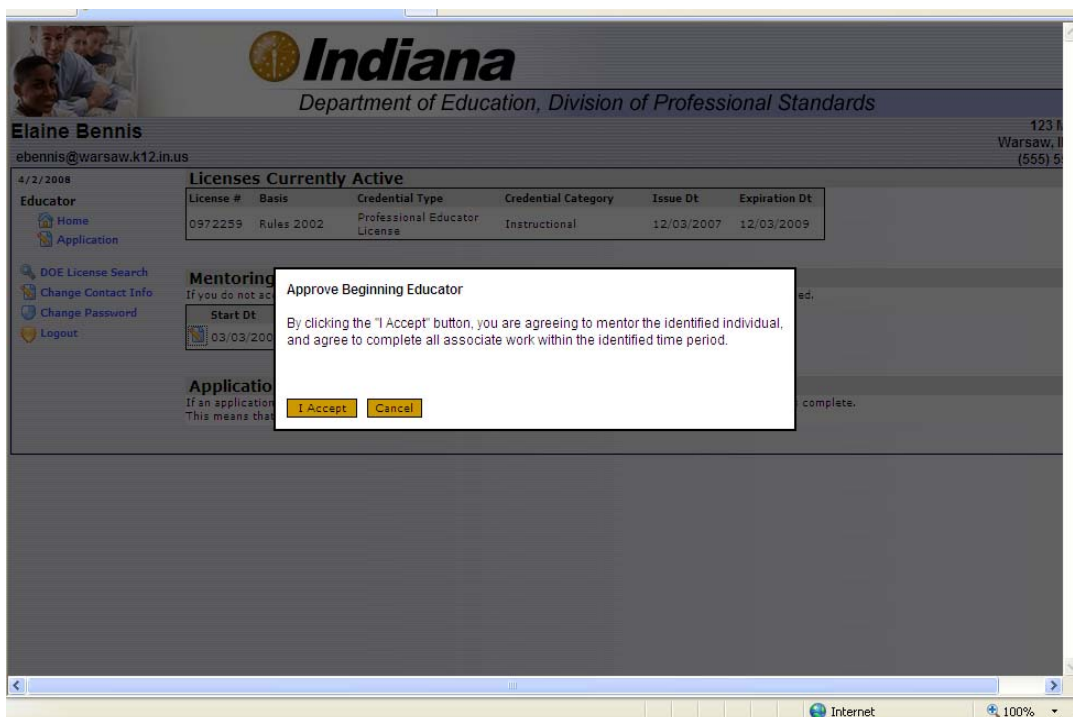 Indiana
Department of Education, Division of Professional Standards
Elaine Bennis
123
Warsaw,
ebennis@warsaw.k12.in.us
(555)
4/2/2008
Educator
Home
Application
DOE License Search
Change Contact Info
Change Password
Logout
Licenses Currently Active
License # Basis Credential Type Credential Category Issue Dt Expiration Dt
0972259 Rules 2002 Professional Educator License Instructional 12/03/2007 12/03/2009
Mentoring
If you do not
Start Dt
03/03/200
Approve Beginning Educator
By clicking the "I Accept" button, you are agreeing to mentor the identified individual,
and agree to complete all associate work within the identified time period.
I Accept Cancel
If an application
complete.
This means that
Internet 100%